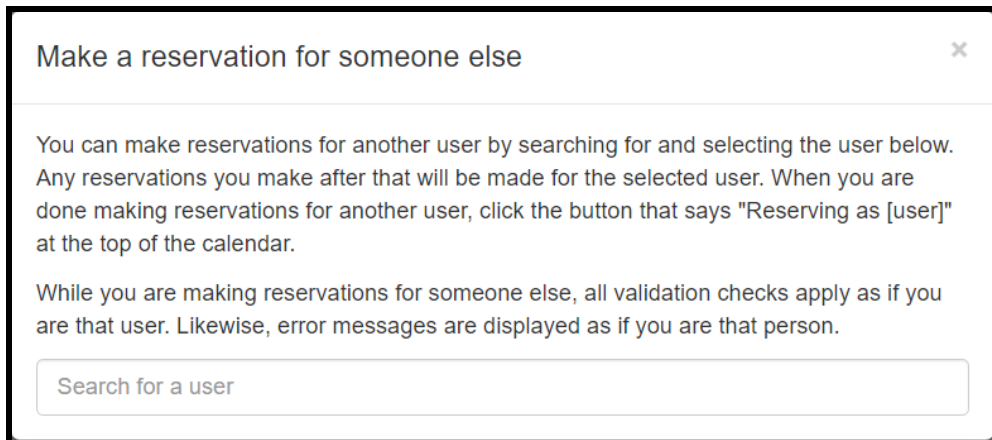 Make a reservation for someone else
×
You can make reservations for another user by searching for and selecting the user below.
Any reservations you make after that will be made for the selected user. When you are
done making reservations for another user, click the button that says "Reserving as [user]"
at the top of the calendar.
While you are making reservations for someone else, all validation checks apply as if you
are that user. Likewise, error messages are displayed as if you are that person.
Search for a user